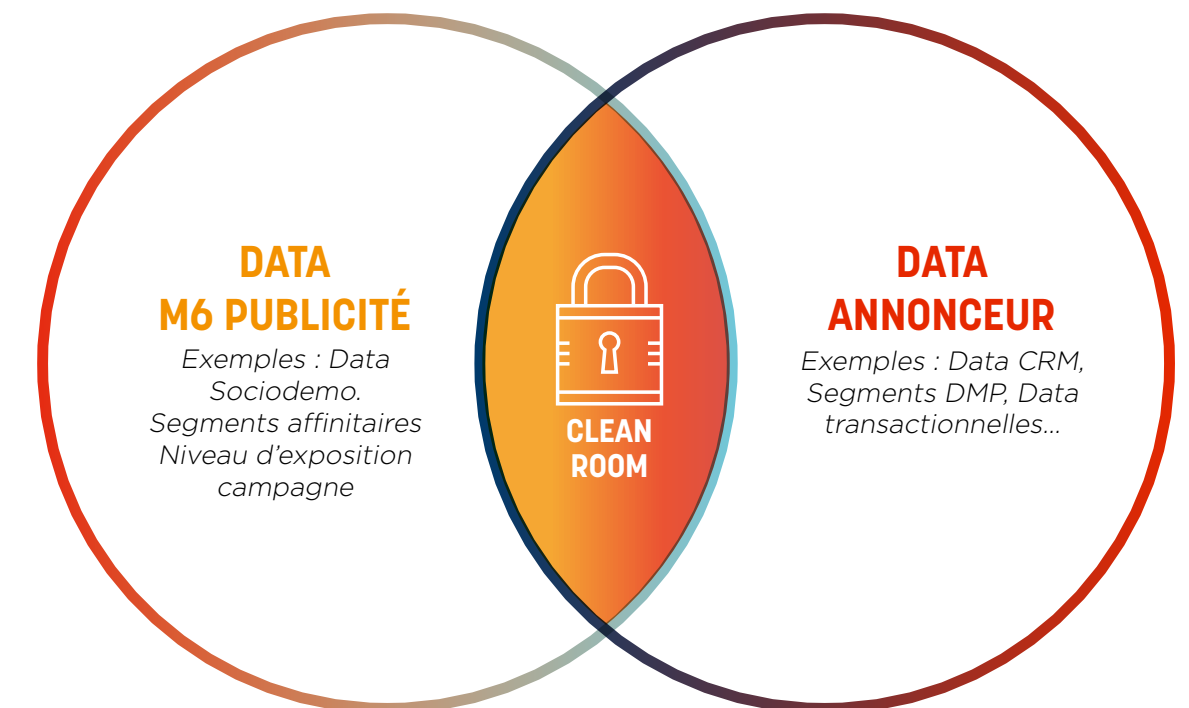 DATA
M6 PUBLICITÉ
Exemples : Data
Sociodemo.
Segments affinitaires
Niveau d’exposition
campagne
CLEAN
ROOM
DATA
ANNONCEUR
Exemples : Data CRM,
Segments DMP, Data
transactionnelles...